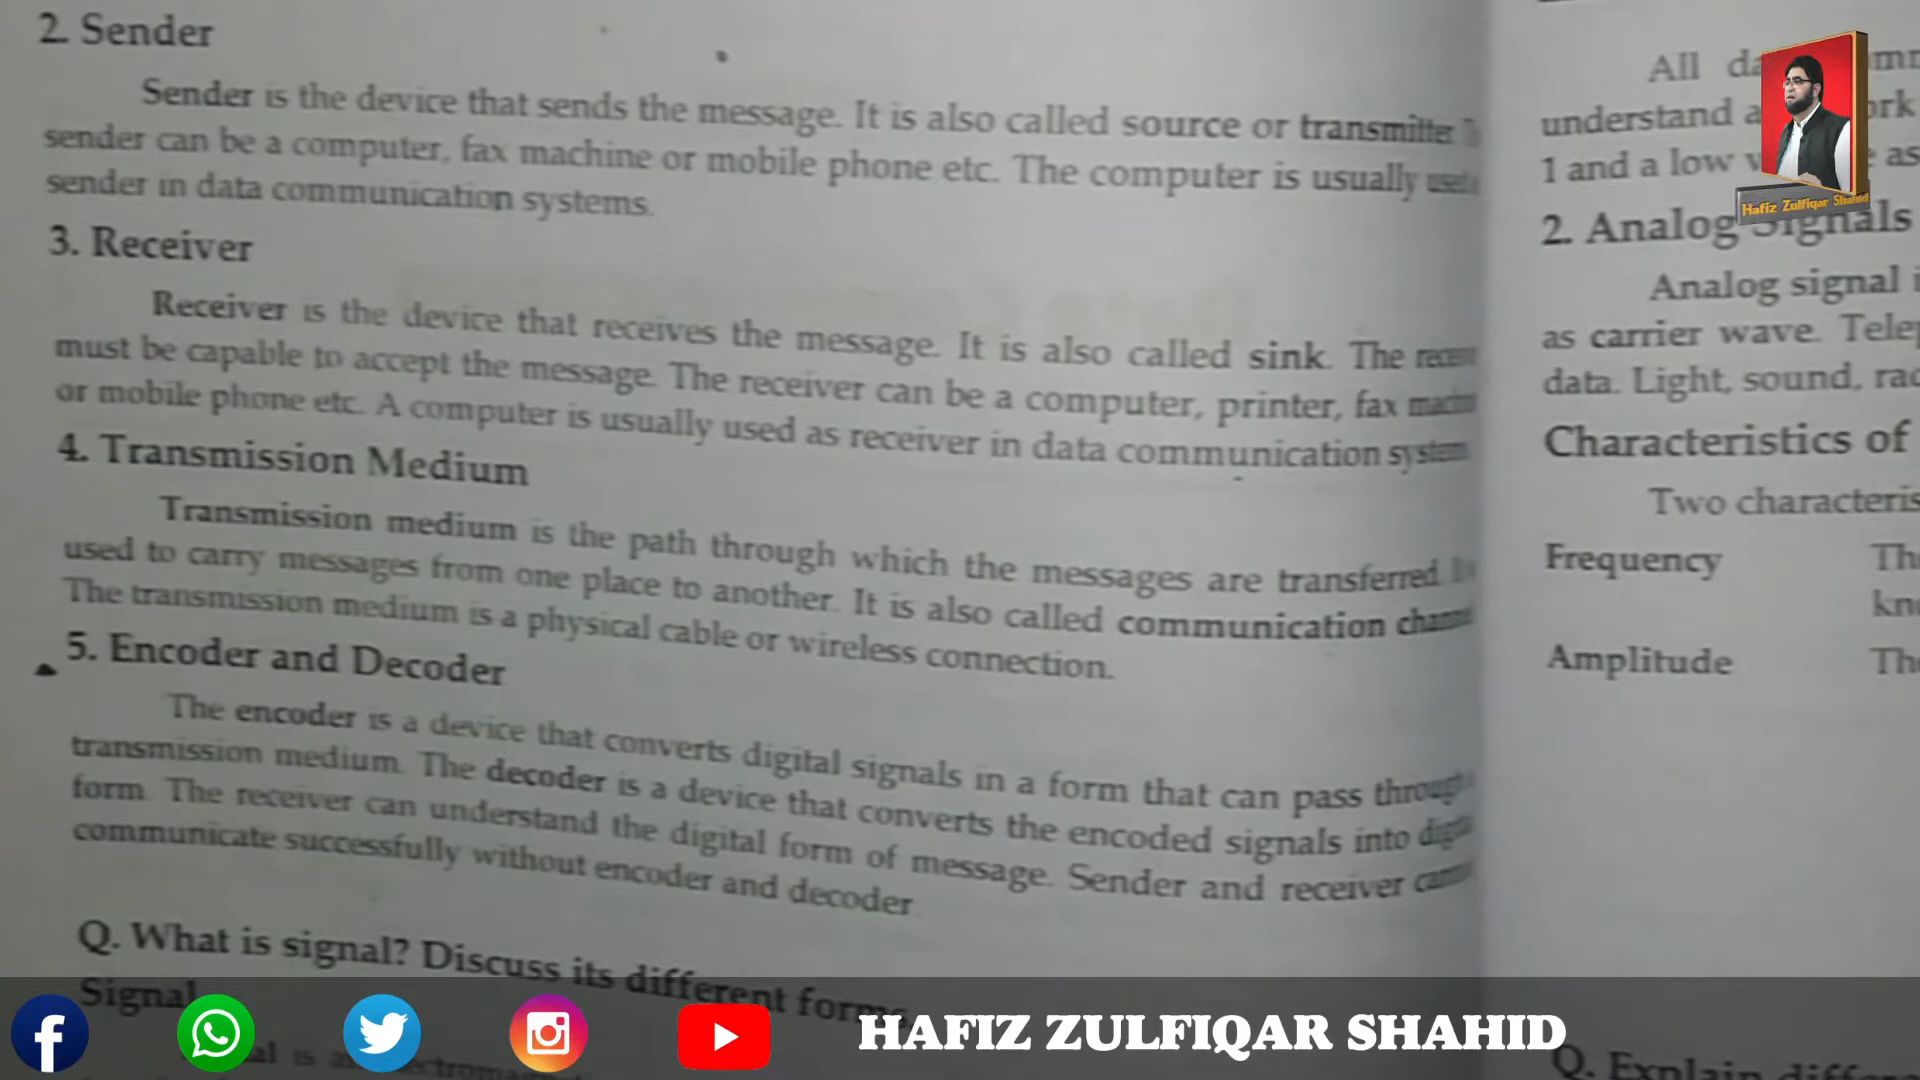 2. Sender
Sender is the device that sends the message. It is also called source or transmitter
sender can be a computer, fax machine or mobile phone etc. The computer is usually
sender in data communication systems.
3. Receiver
Receiver is the device that receives the message. It is also called sink. The
must be capable to accept the message. The receiver can be a computer, printer, fax
or mobile phone etc. A computer is usually used as receiver in data communication
4. Transmission Medium
Transmission medium is the path through which the messages are transferred.
used to carry messages from one place to another. It is also called communication
The transmission medium is a physical cable or wireless connection.
5. Encoder and Decoder
The encoder is a device that converts digital signals in a form that can pass through
transmission medium. The decoder is a device that converts the encoded signals into
form. The receiver can understand the digital form of message. Sender and receiver
communicate successfully without encoder and decoder.
Q. What is signal? Discuss its different forms.
Signal
is
All
understand
1 and a low
2. Analog Signals
Analog signal
as carrier wave.
data. Light, sound,
Characteristics of
Two
Frequency
Amplitude
Q. Explain
Hafiz Zulfiqar Shahid
HAFIZ ZULFIQAR SHAHID